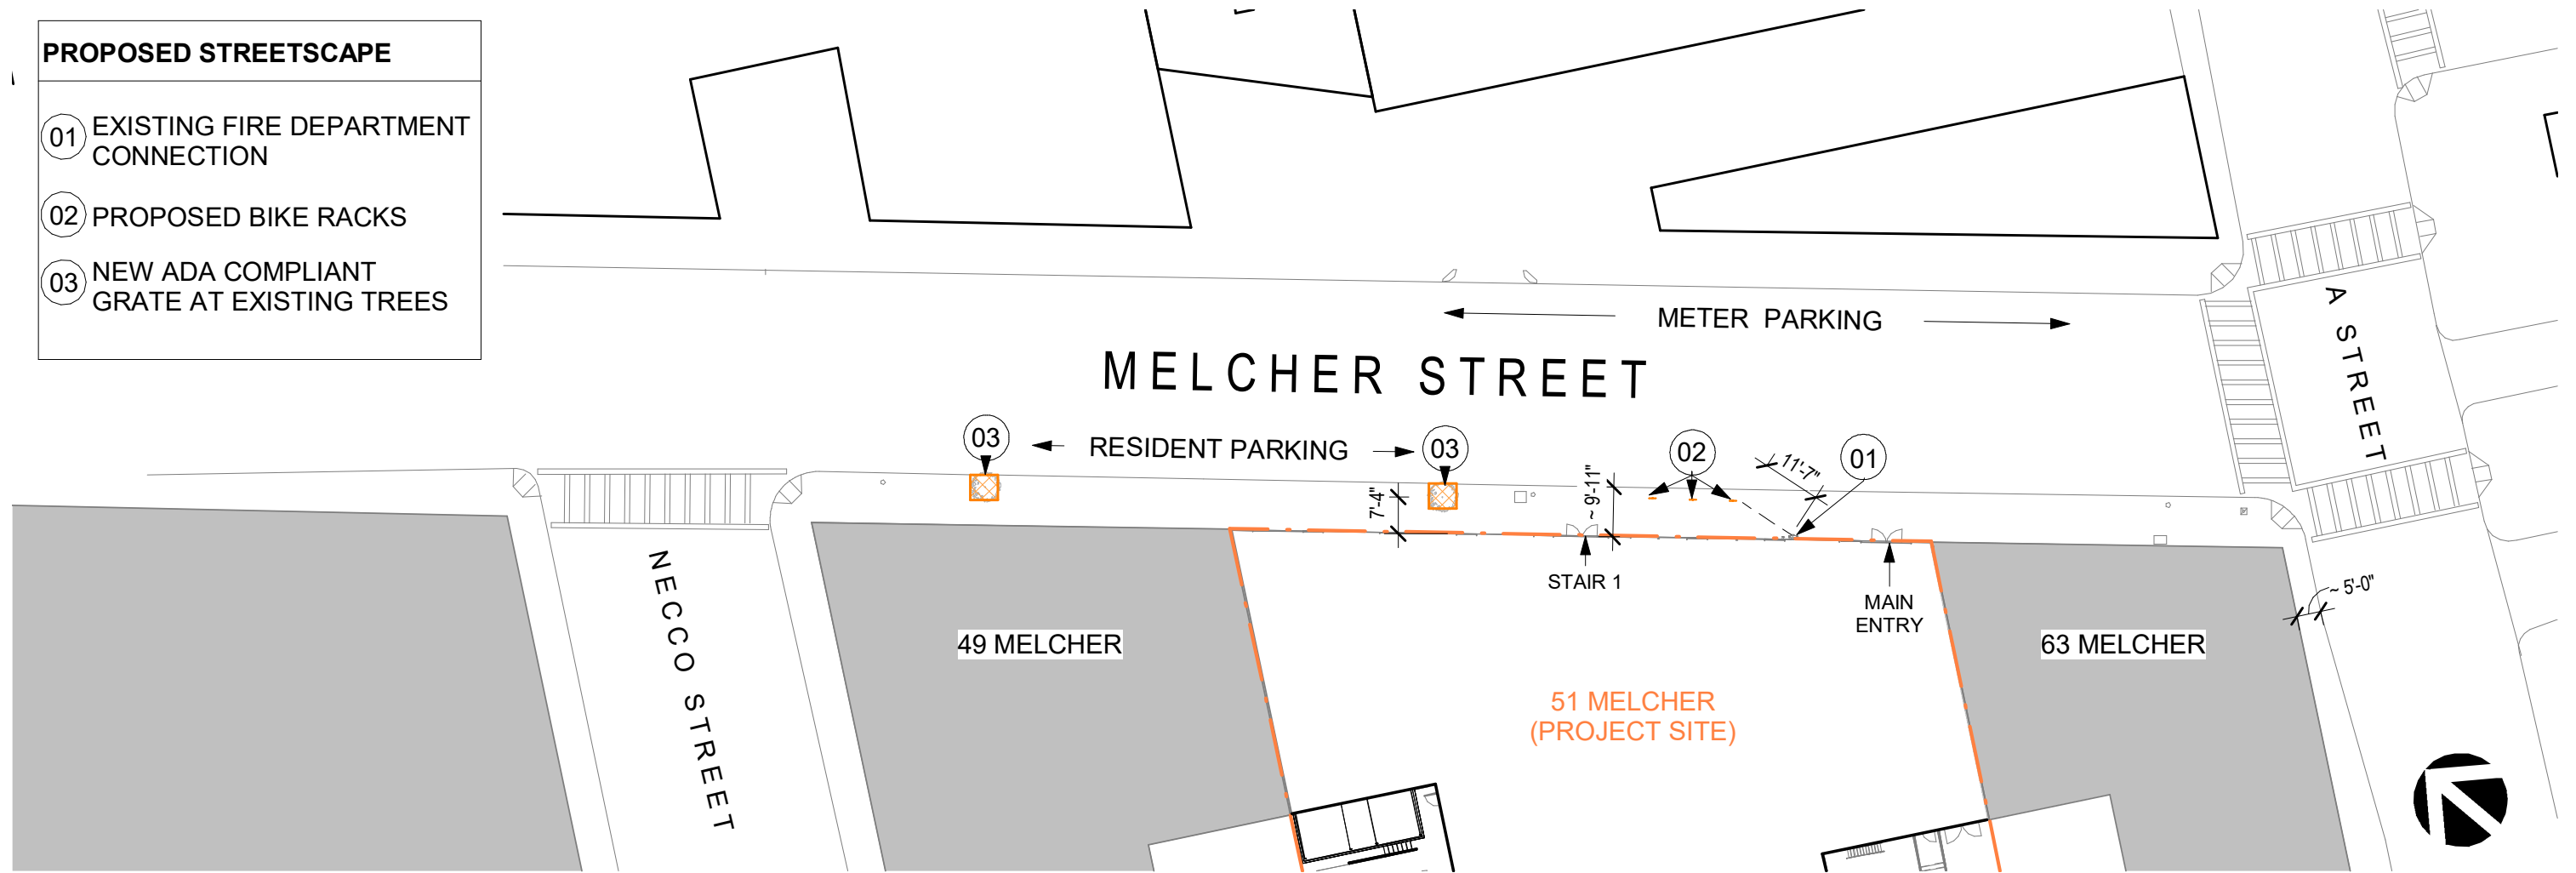 PROPOSED STREETSCAPE
01
EXISTING FIRE DEPARTMENT
CONNECTION
02
PROPOSED BIKE RACKS
03
NEW ADA COMPLIANT
GRATE AT EXISTING TREES
METER PARKING
MELCHER STREET
A STREET
03
RESIDENT PARKING
03
02
01
11'-7"
7'-4"
~ 9'-11"
STAIR 1
MAIN
ENTRY
~ 5'-0"
NECCO STREET
49 MELCHER
63 MELCHER
51 MELCHER
(PROJECT SITE)